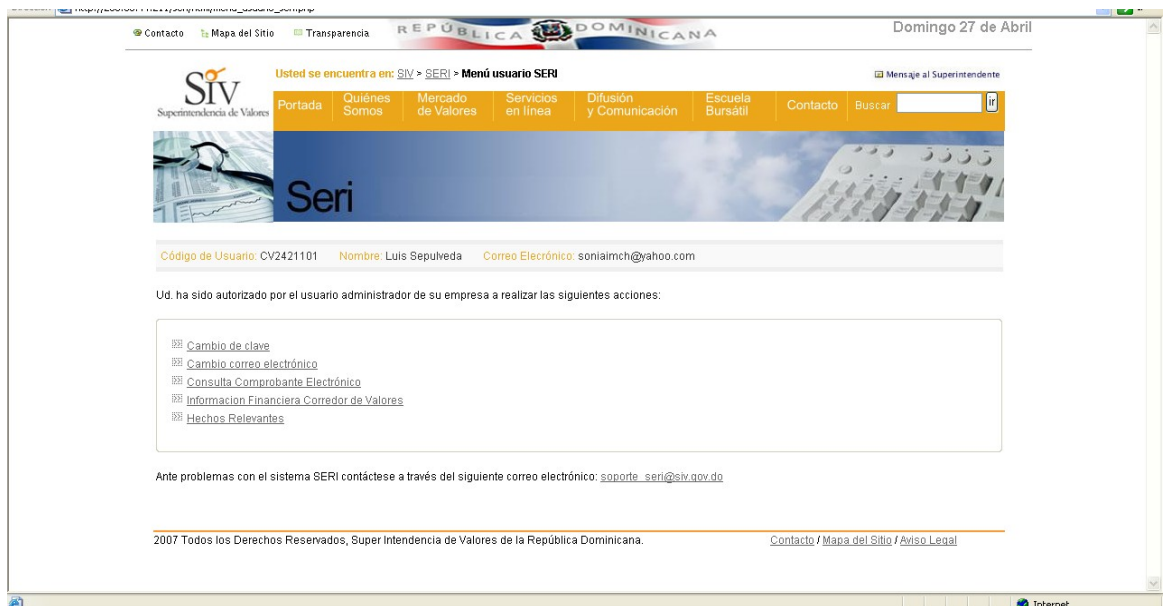 Contacto Mapa del Sitio Transparencia REPÚBLICA DOMINICANA Domingo 27 de Abril
SIV
Superintendencia de Valores
Usted se encuentra en: SIV > SERI > Menú usuario SERI Mensaje al Superintendente
Portada Quiénes Somos Mercado de Valores Servicios en línea Difusión y Comunicación Escuela Bursátil Contacto Buscar ir
Seri
Código de Usuario: CV2421101 Nombre: Luis Sepulveda Correo Elecrónico: soniaimch@yahoo.com
Ud. ha sido autorizado por el usuario administrador de su empresa a realizar las siguientes acciones:
Cambio de clave
Cambio correo electrónico
Consulta Comprobante Electrónico
Informacion Financiera Corredor de Valores
Hechos Relevantes
Ante problemas con el sistema SERI contáctese a través del siguiente correo electrónico: soporte_seri@siv.gov.do
2007 Todos los Derechos Reservados, Super Intendencia de Valores de la República Dominicana. Contacto / Mapa del Sitio / Aviso Legal
Internet